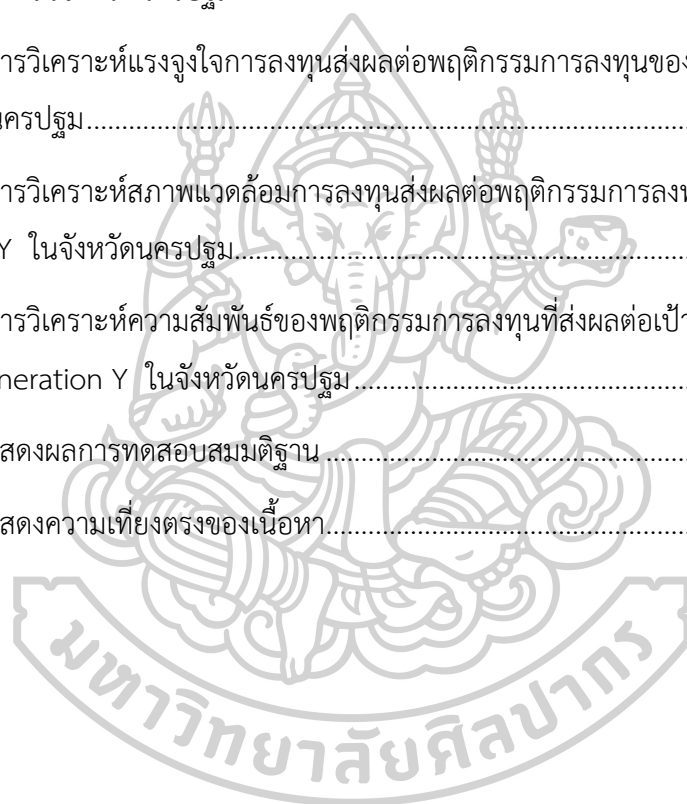 ารวิเคราะห์แรงจูงใจการลงทุนส่งผลต่อพฤติกรรมการลงทุนของ
นครปฐม
ารวิเคราะห์สภาพแวดล้อมการลงทุนส่งผลต่อพฤติกรรมการลงท
Y ในจังหวัดนครปฐม
ารวิเคราะห์ความสัมพันธ์ของพฤติกรรมการลงทุนที่ส่งผลต่อเป้า
neration Y ในจังหวัดนครปฐม
สดงผลการทดสอบสมมติฐาน
สดงความเที่ยงตรงของเนื้อหา
มหาวิทยาลัยศิลปากร